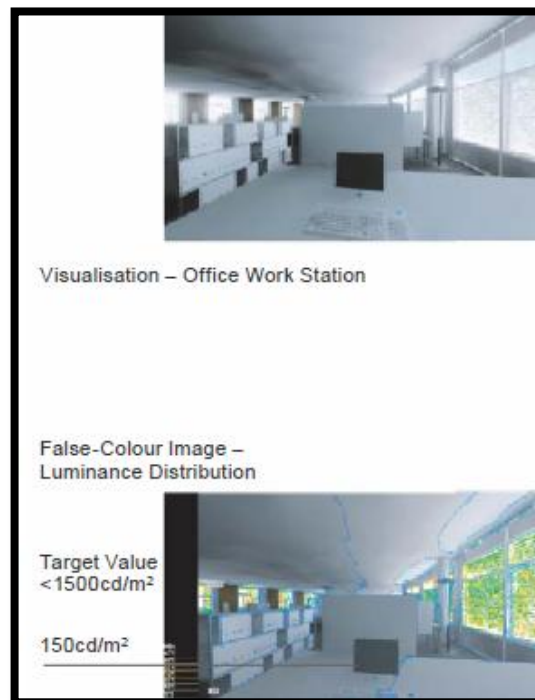 Visualisation – Office Work Station
False-Colour Image –
Luminance Distribution
Target Value
<1500cd/m²
150cd/m²